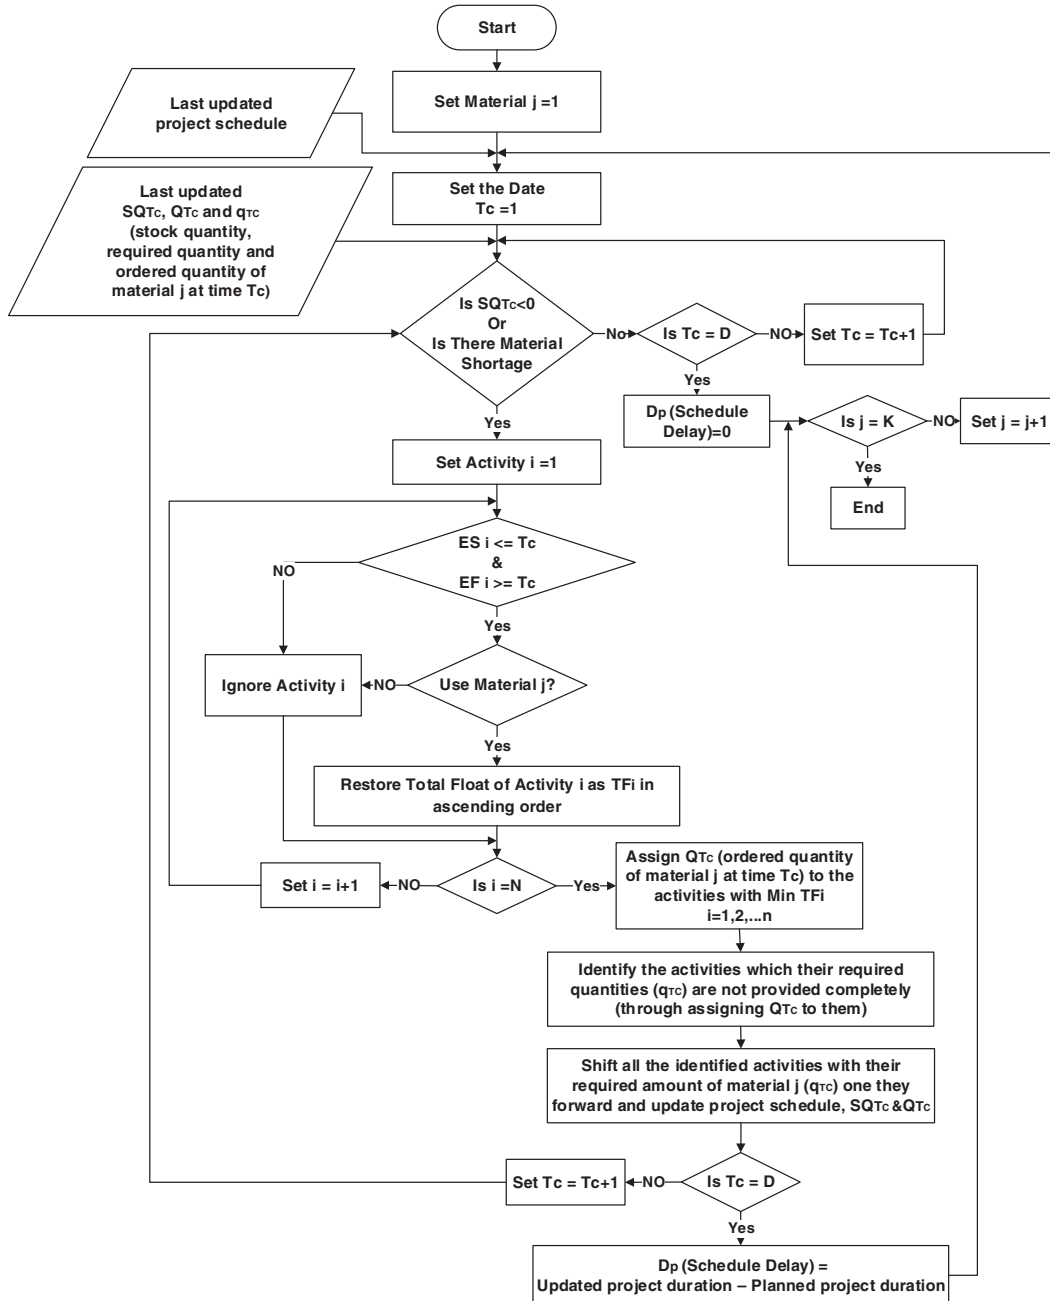 Start
Set Material j =1
Last updated
project schedule
Set the Date
Tc =1
Last updated
SQTc, QTc and qTc
(stock quantity,
required quantity and
ordered quantity of
material j at time Tc)
Is SQTc<0
Or
Is There Material
Shortage
No
Is Tc = D
NO
Set Tc = Tc+1
Yes
Dp (Schedule
Delay)=0
Is j = K
NO
Set j = j+1
Yes
End
Yes
Set Activity i =1
ES i <= Tc
&
EF i >= Tc
NO
Yes
Ignore Activity i
NO
Use Material j?
Yes
Restore Total Float of Activity i as TFi in
ascending order
Set i = i+1
NO
Is i =N
Yes
Assign QTc (ordered quantity
of material j at time Tc) to the
activities with Min TFi
i=1,2,...n
Identify the activities which their required
quantities (qTc) are not provided completely
(through assigning QTc to them)
Shift all the identified activities with their
required amount of material j (qTc) one they
forward and update project schedule, SQTc &QTc
Set Tc = Tc+1
NO
Is Tc = D
Yes
Dp (Schedule Delay) =
Updated project duration – Planned project duration